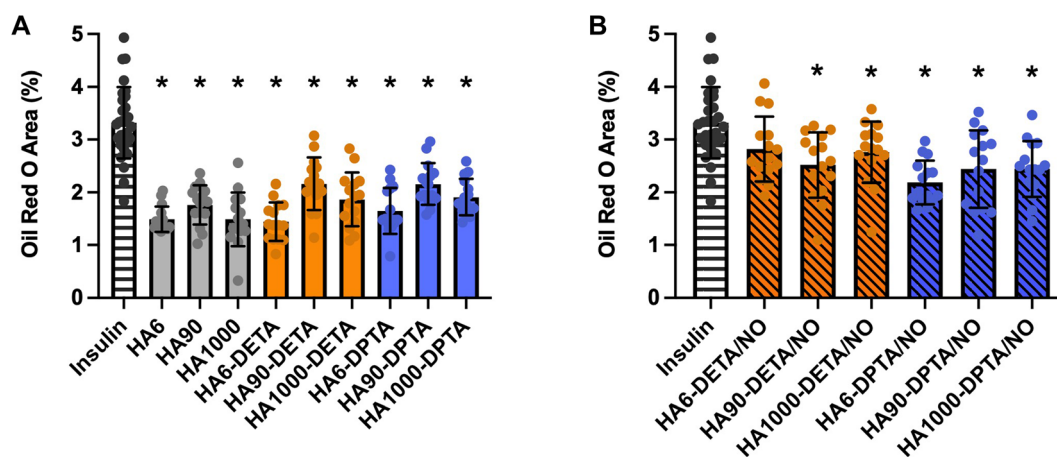 A
Oil Red O Area (%)
5
4
3
2
1
0
* * * * * * * * *
Insulin
HA6
HA90
HA1000
HA6-DETA
HA90-DETA
HA1000-DETA
HA6-DPTA
HA90-DPTA
HA1000-DPTA
B
Oil Red O Area (%)
5
4
3
2
1
0
* * * * *
Insulin
HA6-DETA/NO
HA90-DETA/NO
HA1000-DETA/NO
HA6-DPTA/NO
HA90-DPTA/NO
HA1000-DPTA/NO